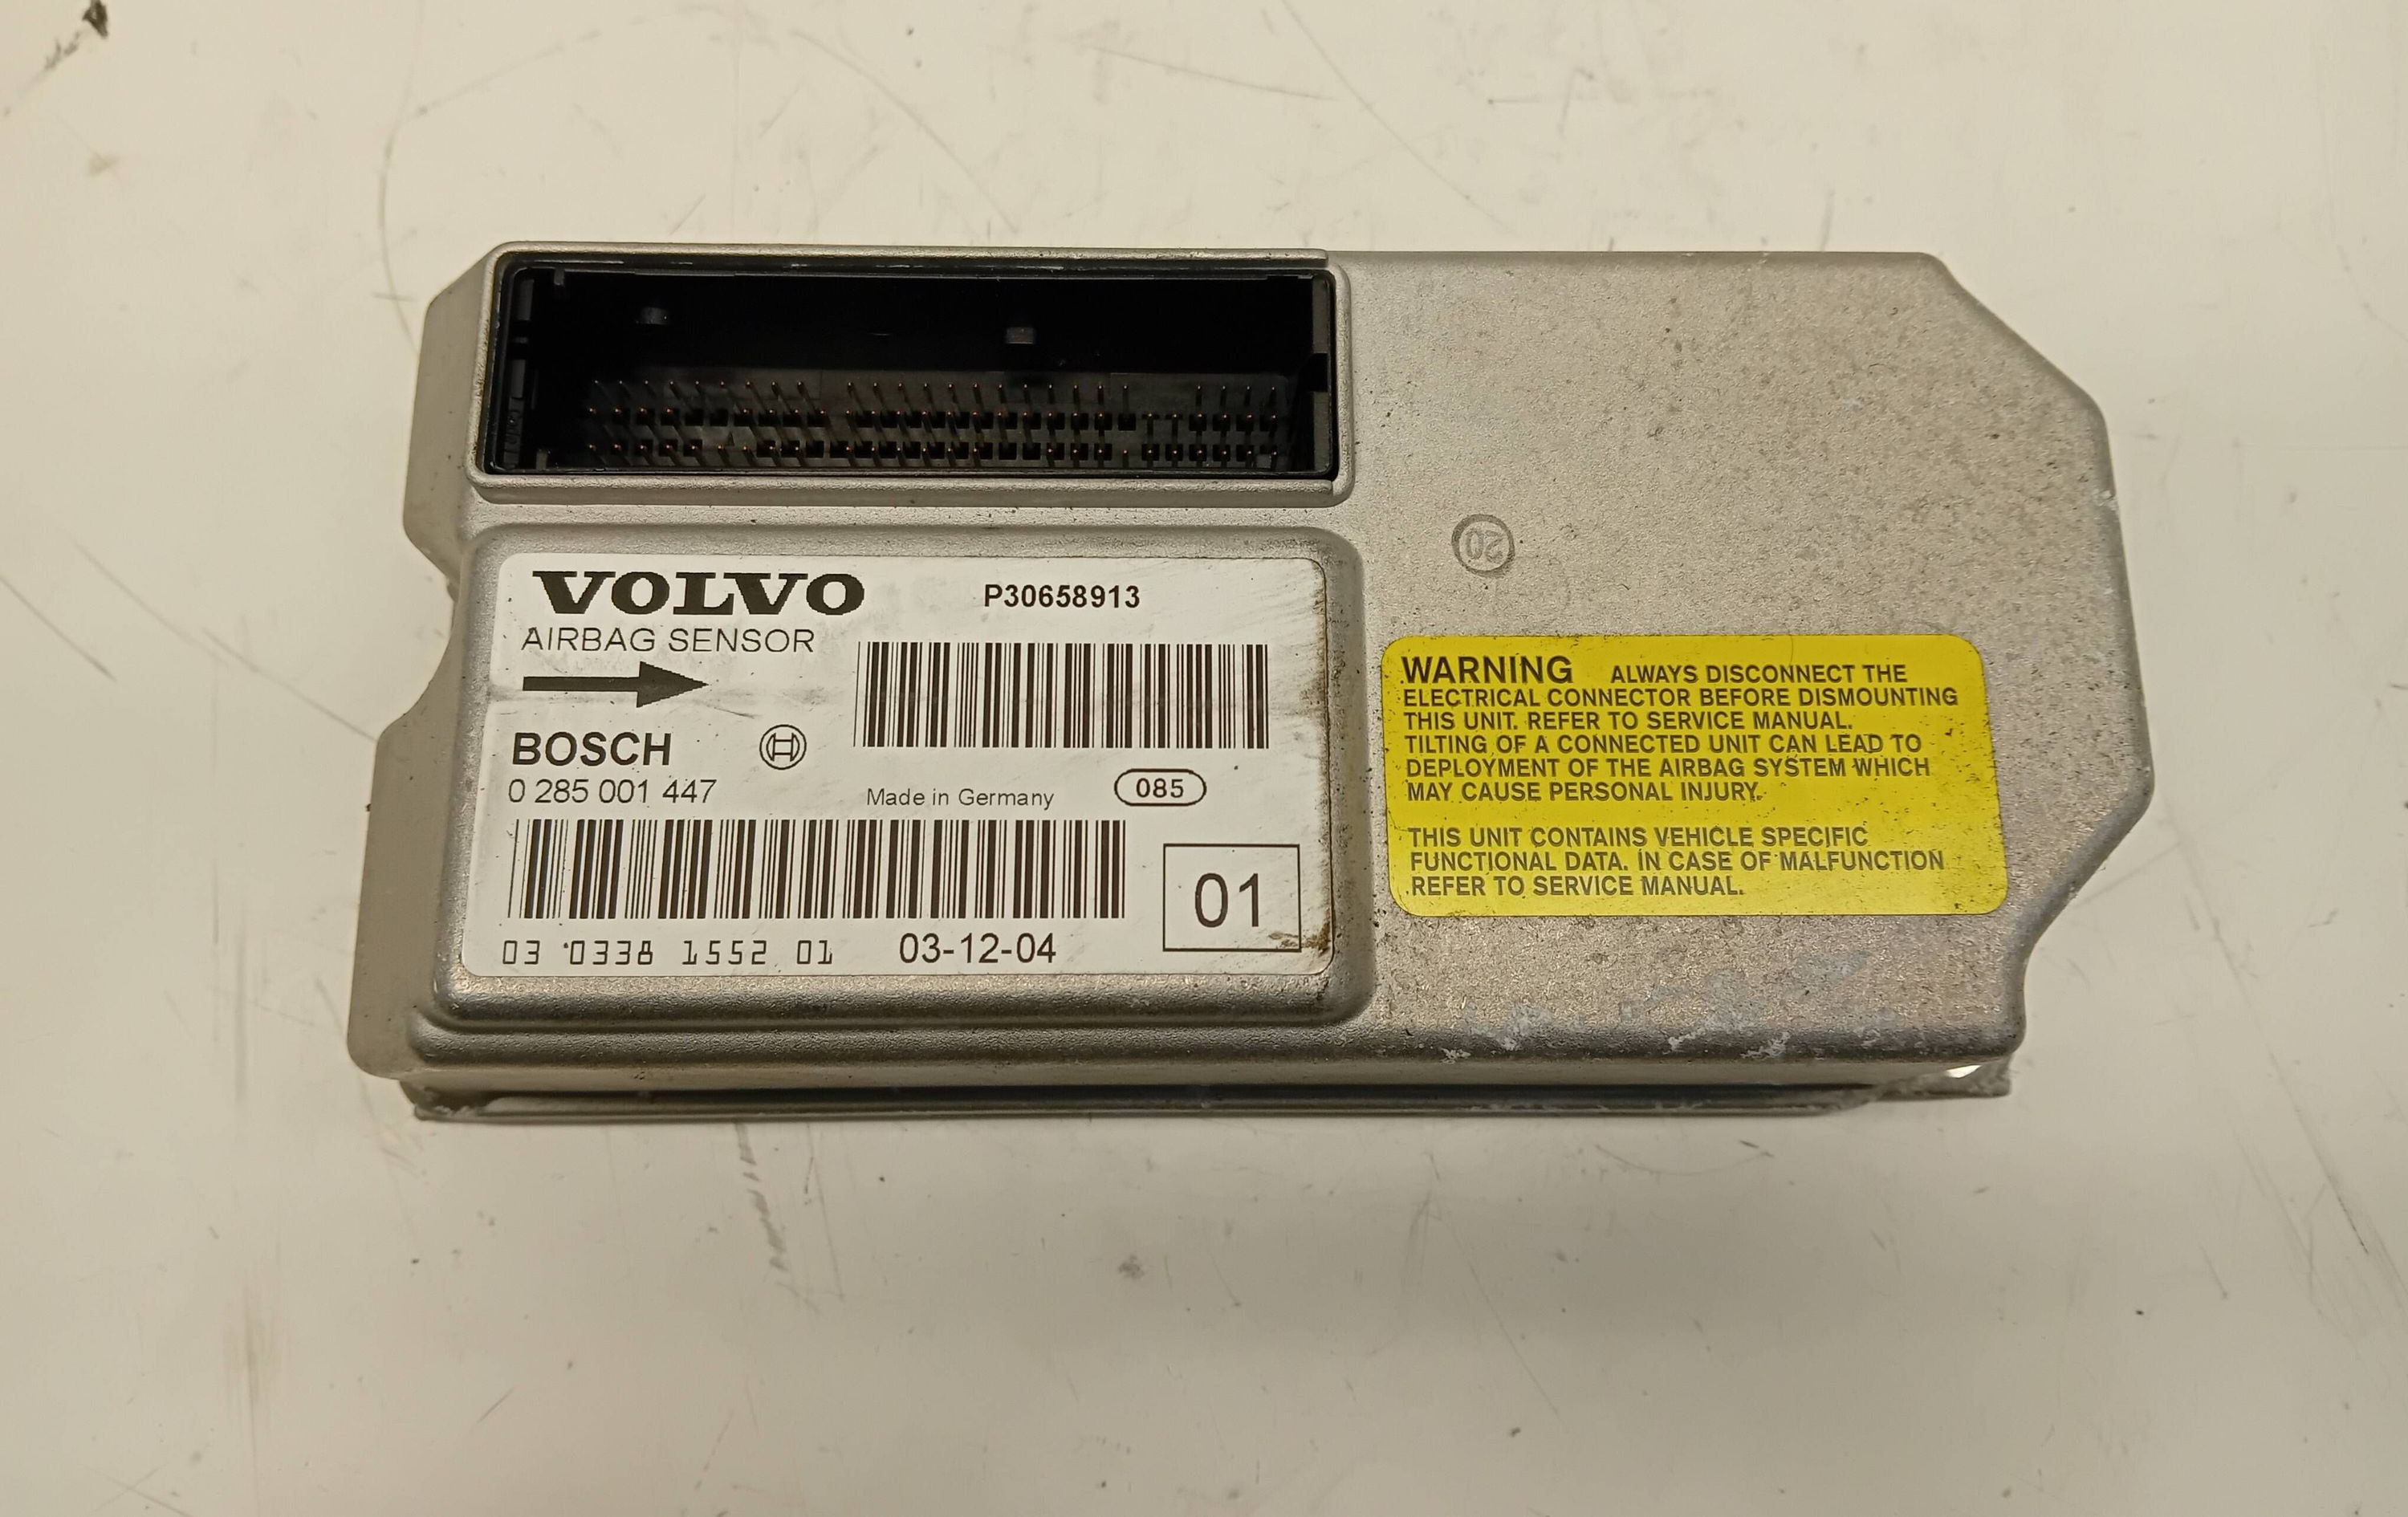 VOLVO P30658913
AIRBAG SENSOR
BOSCH
0 285 001 447
Made in Germany 085
03 0338 1552 01 03-12-04
01
20
WARNING ALWAYS DISCONNECT THE
ELECTRICAL CONNECTOR BEFORE DISMOUNTING
THIS UNIT. REFER TO SERVICE MANUAL.
TILTING OF A CONNECTED UNIT CAN LEAD TO
DEPLOYMENT OF THE AIRBAG SYSTEM WHICH
MAY CAUSE PERSONAL INJURY.
THIS UNIT CONTAINS VEHICLE SPECIFIC
FUNCTIONAL DATA. IN CASE OF MALFUNCTION
REFER TO SERVICE MANUAL.